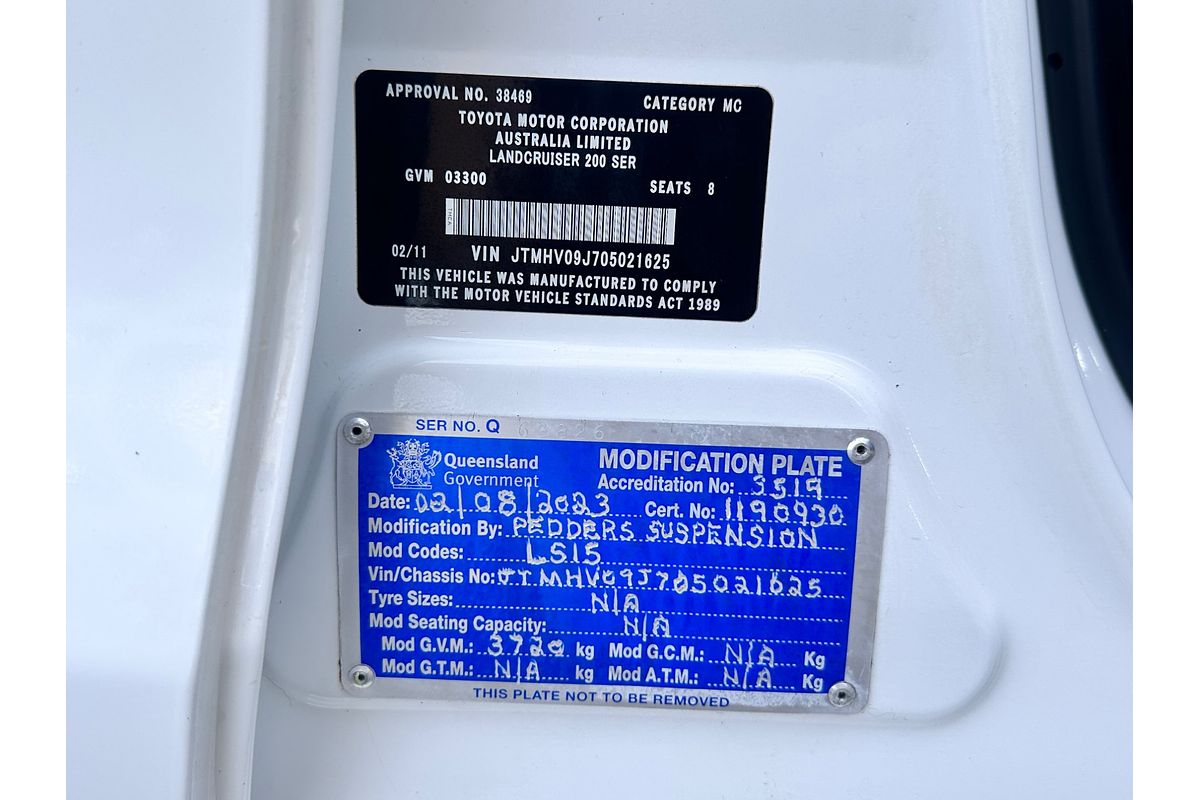 APPROVAL NO. 38469 CATEGORY MC
TOYOTA MOTOR CORPORATION
AUSTRALIA LIMITED
LANDCRUISER 200 SER
GVM 03300 SEATS 8
02/11 VIN JTMHV09J705021625
THIS VEHICLE WAS MANUFACTURED TO COMPLY
WITH THE MOTOR VEHICLE STANDARDS ACT 1989
SER NO. Q
Queensland
Government
MODIFICATION PLATE
Accreditation No: 3519
Date: 02/08/2023 Cert. No: 1190930
Modification By: PEDDERS SUSPENSION
Mod Codes: LS15
Vin/Chassis No: JTMHV09J705021625
Tyre Sizes: N/A
Mod Seating Capacity: N/A
Mod G.V.M.: 3720 kg Mod G.C.M.: N/A Kg
Mod G.T.M.: N/A kg Mod A.T.M.: N/A Kg
THIS PLATE NOT TO BE REMOVED